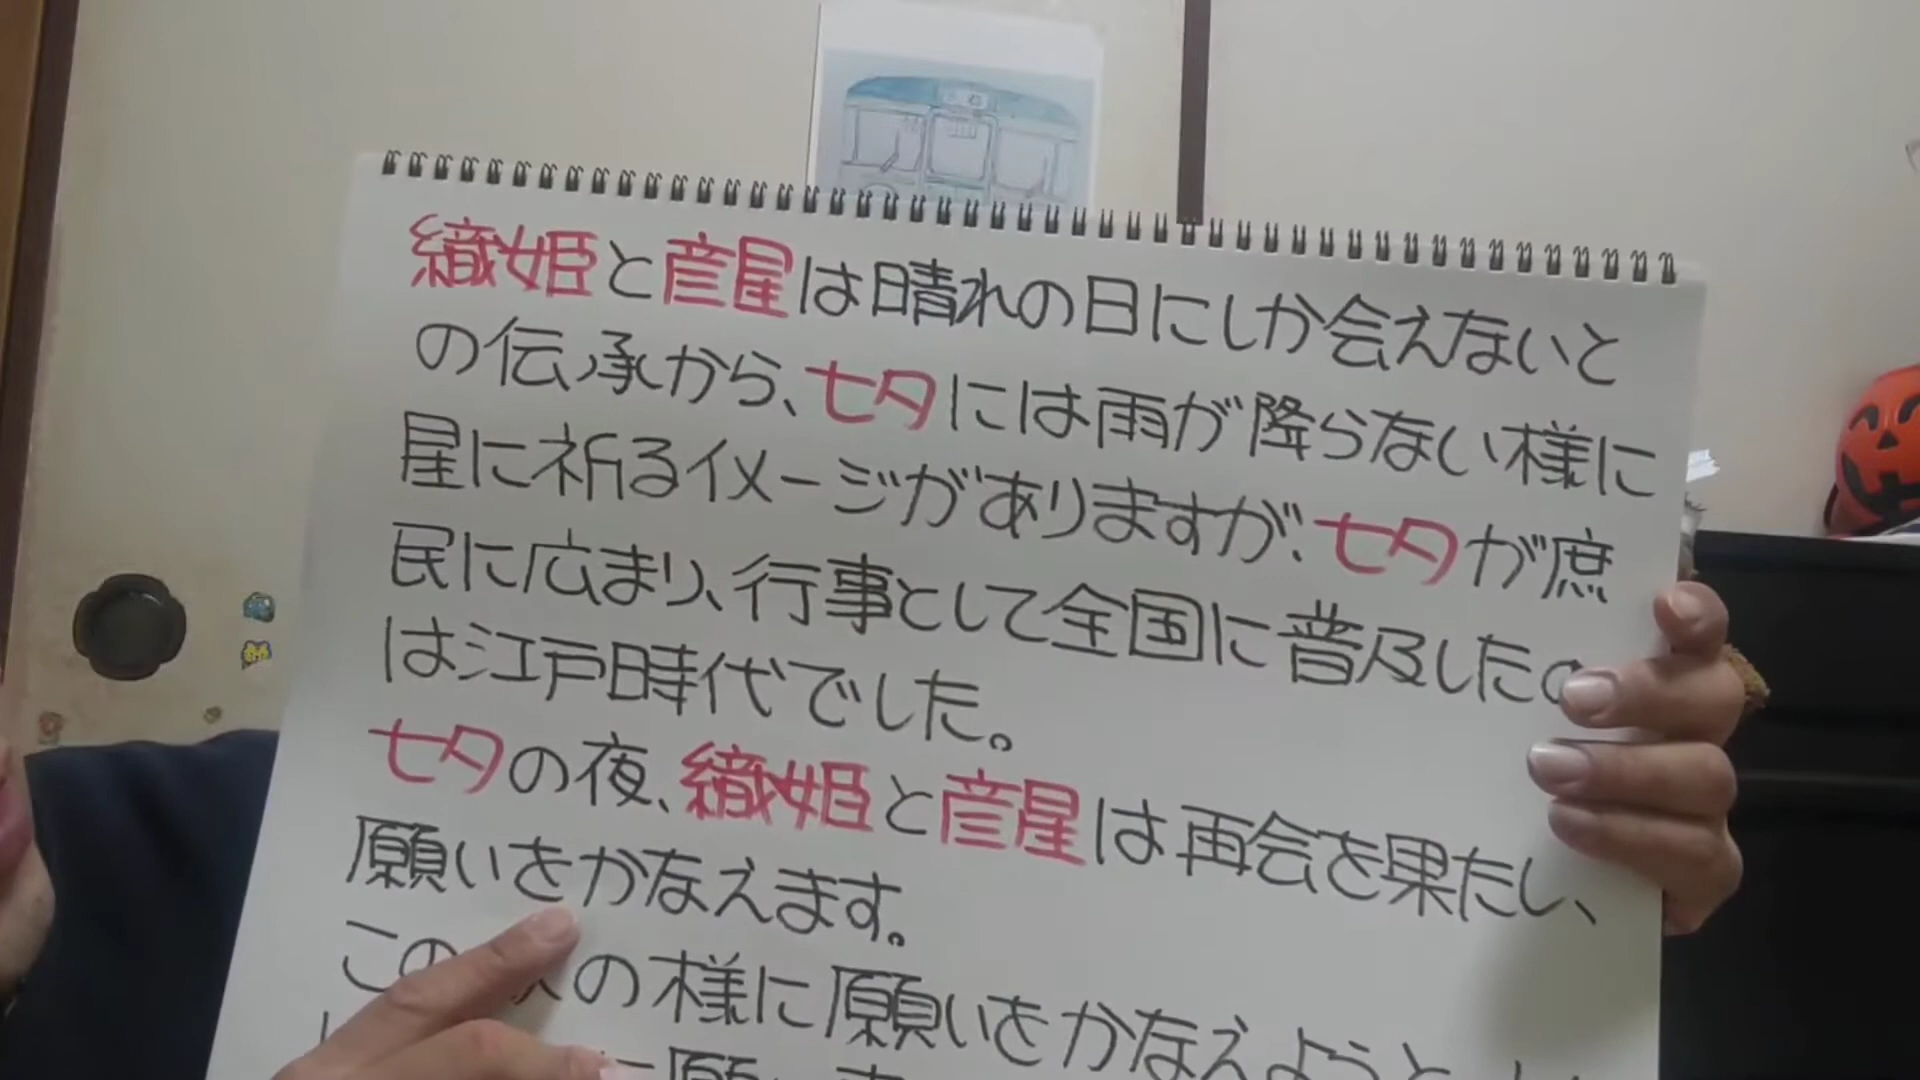 織姫と彦星は晴れの日にしか会えないと
の伝承から、七夕には雨が降らない様に
星に祈るイメージがありますが、七夕が庶
民に広まり、行事として全国に普及したの
は江戸時代でした。
七夕の夜、織姫と彦星は再会を果たし、
願いをかなえます。
この の様に願いをかなえようと
願い